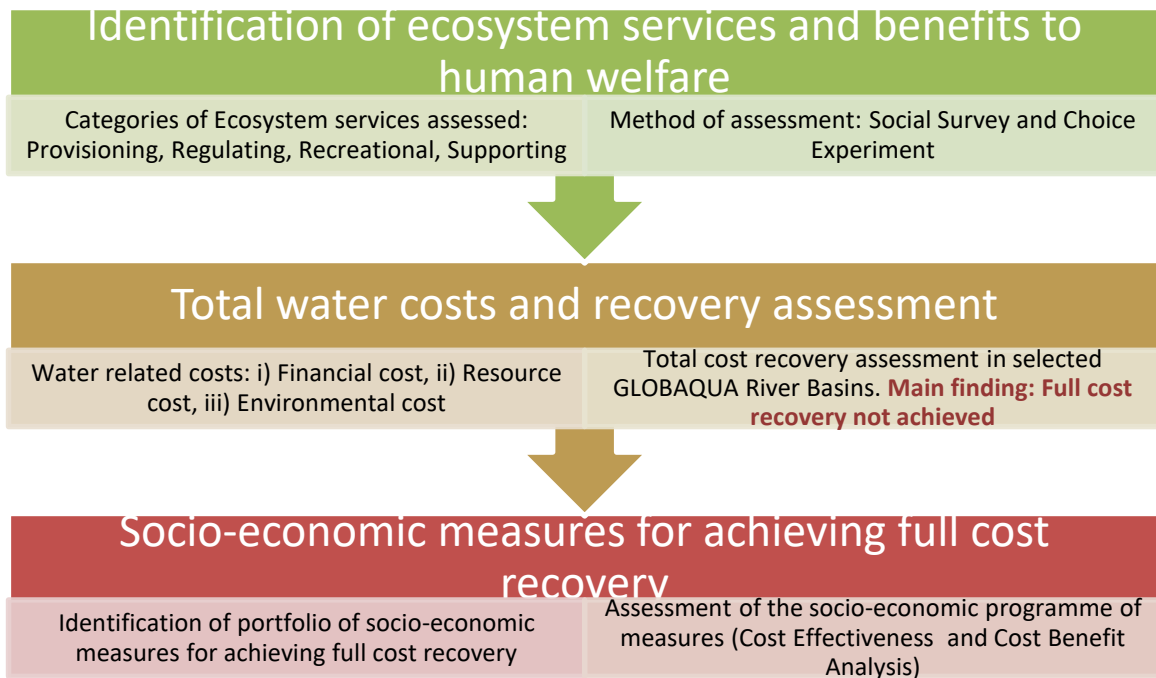 Identification of ecosystem services and benefits to
human welfare
Categories of Ecosystem services assessed:
Provisioning, Regulating, Recreational, Supporting
Method of assessment: Social Survey and Choice
Experiment
Total water costs and recovery assessment
Water related costs: i) Financial cost, ii) Resource
cost, iii) Environmental cost
Total cost recovery assessment in selected
GLOBAQUA River Basins. Main finding: Full cost
recovery not achieved
Socio-economic measures for achieving full cost
recovery
Identification of portfolio of socio-economic
measures for achieving full cost recovery
Assessment of the socio-economic programme of
measures (Cost Effectiveness and Cost Benefit
Analysis)